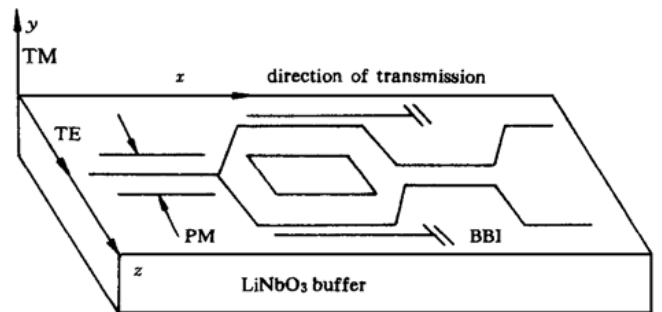 y
TM
x direction of transmission
TE
PM
BBI
z
LiNbO₃ buffer